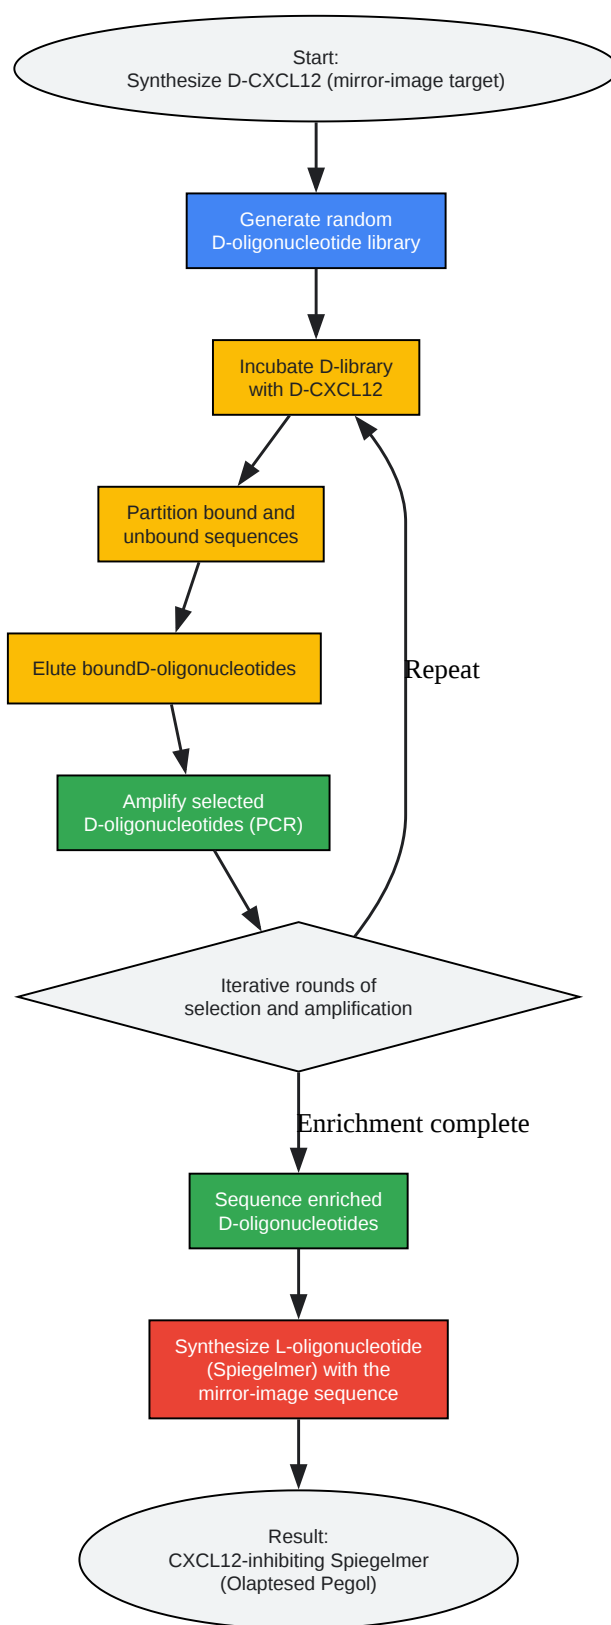 Start:
Synthesize D-CXCL12 (mirror-image target)
Generate random
D-oligonucleotide library
Incubate D-library
with D-CXCL12
Partition bound and
unbound sequences
Elute boundD-oligonucleotides
Repeat
Amplify selected
D-oligonucleotides (PCR)
Iterative rounds of
selection and amplification
Enrichment complete
Sequence enriched
D-oligonucleotides
Synthesize L-oligonucleotide
(Spiegelmer) with the
mirror-image sequence
Result:
CXCL12-inhibiting Spiegelmer
(Olaptesed Pegol)